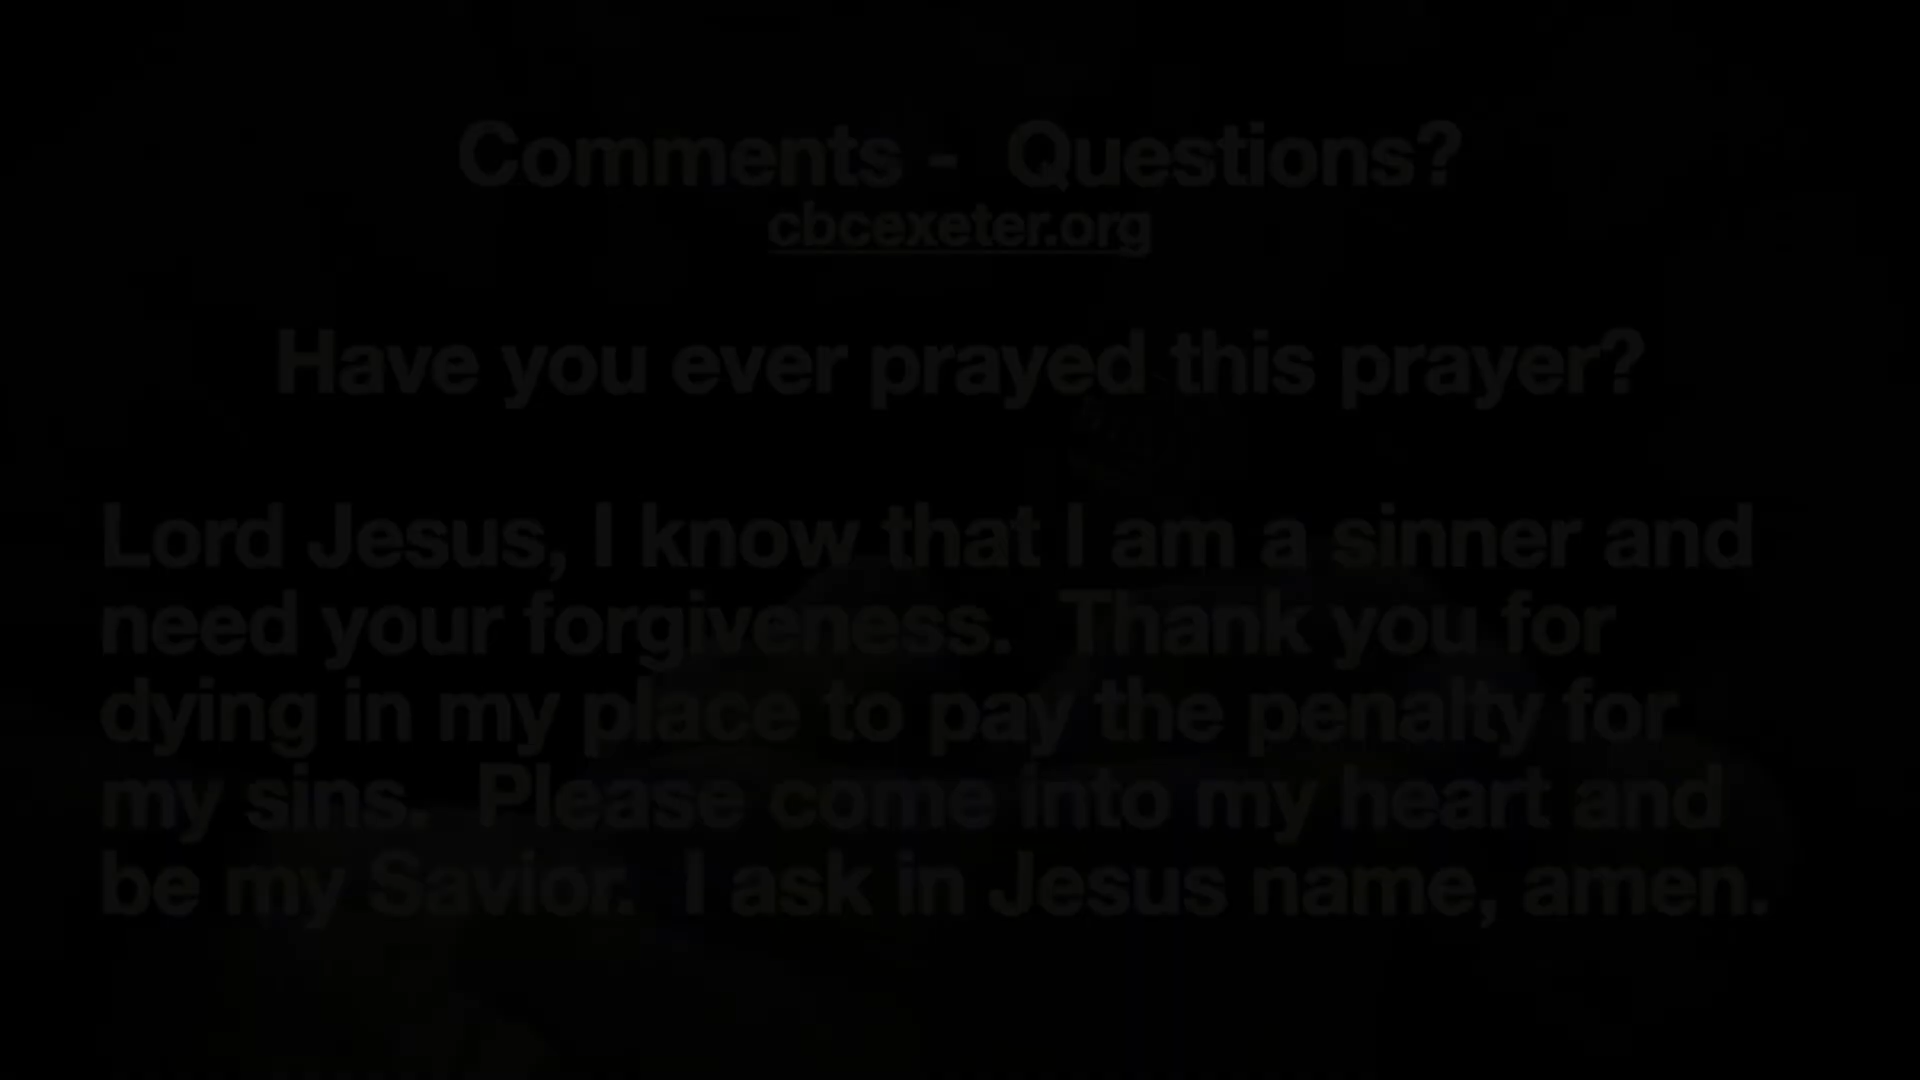 Comments -  Questions?
cbcexeter.org
Have you ever prayed this prayer?
Lord Jesus, I know that I am a sinner and
need your forgiveness.  Thank you for
dying in my place to pay the penalty for
my sins.  Please come into my heart and
be my Savior.  I ask in Jesus name, amen.